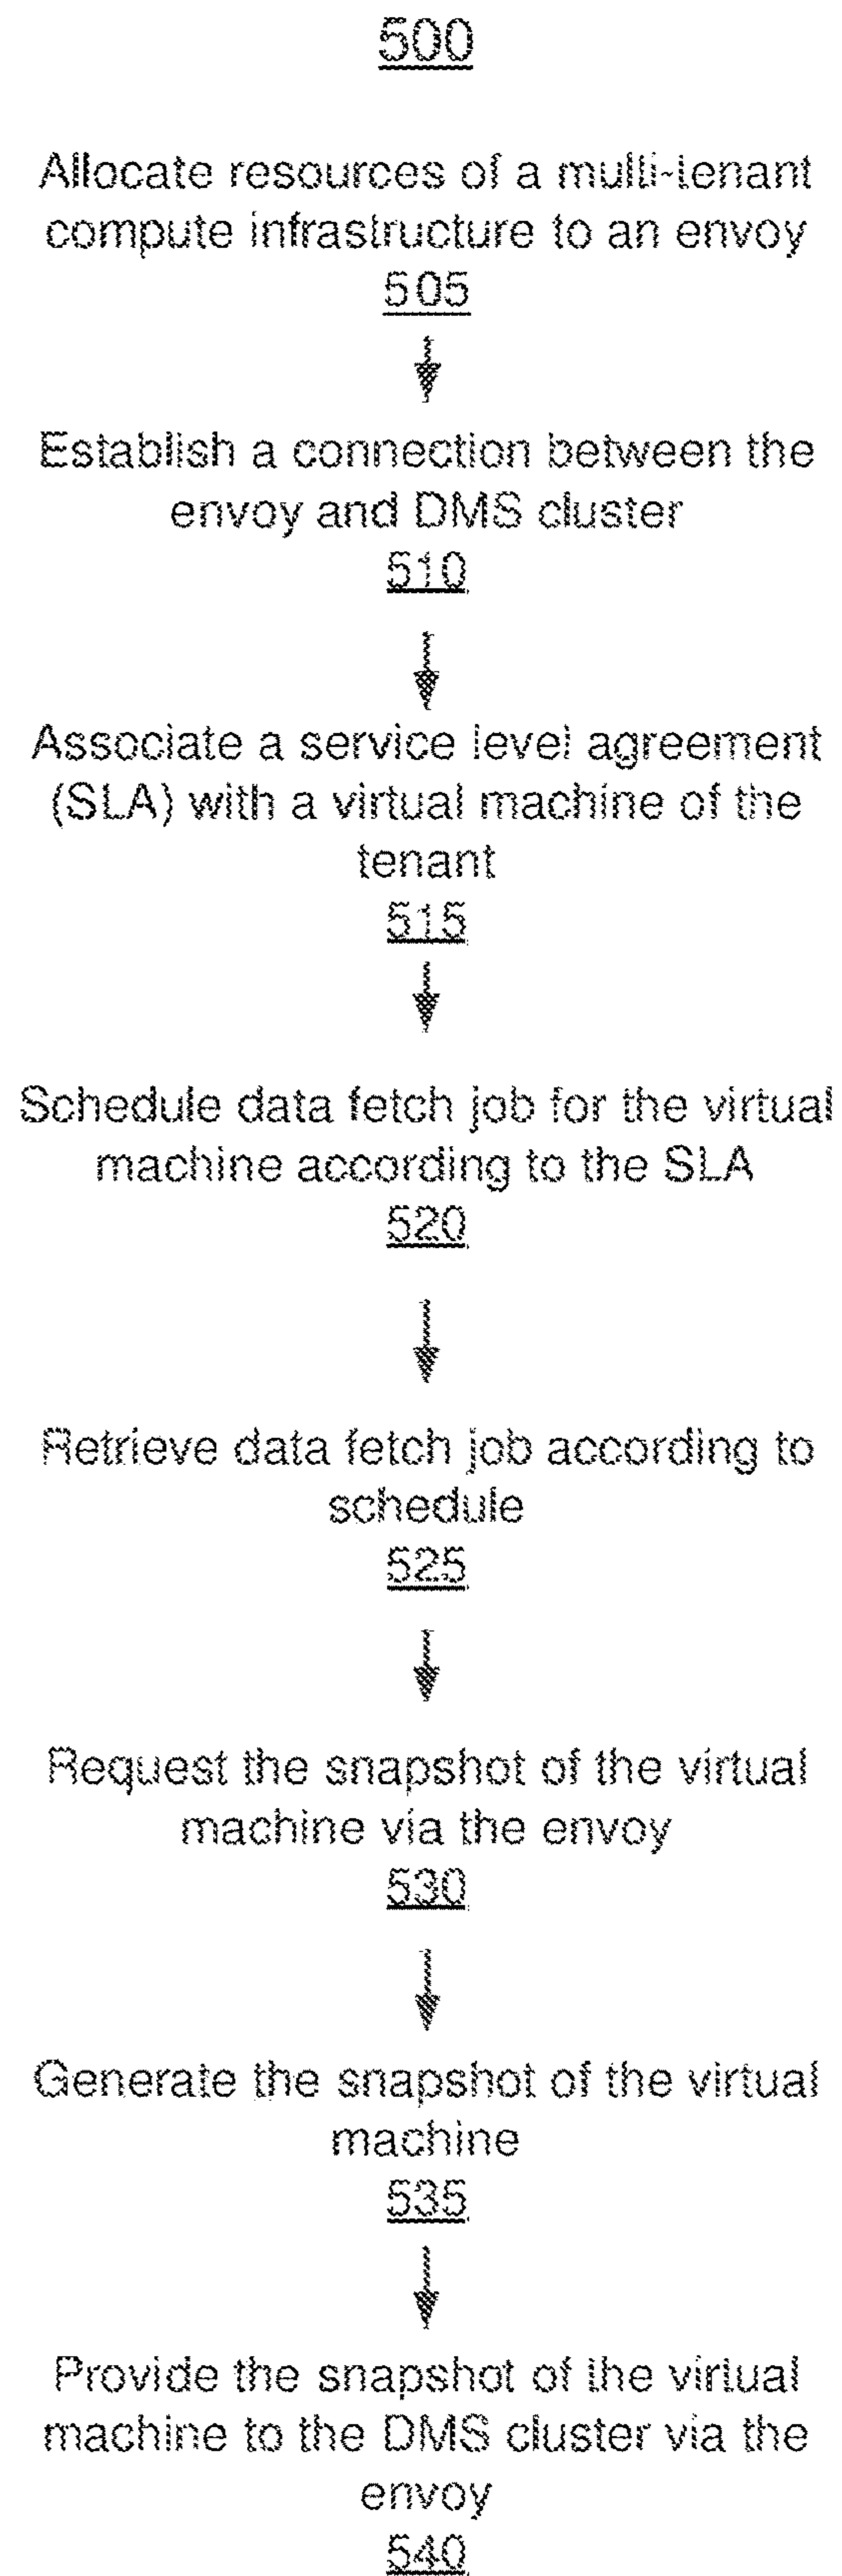 500
Allocate resources of a multi-tenant
compute infrastructure to an envoy
505
Establish a connection between the
envoy and DMS cluster
510
Associate a service level agreement
(SLA) with a virtual machine of the
tenant
515
Schedule data fetch job for the virtual
machine according to the SLA
520
Retrieve data fetch job according to
schedule
525
Request the snapshot of the virtual
machine via the envoy
530
Generate the snapshot of the virtual
machine
535
Provide the snapshot of the virtual
machine to the DMS cluster via the
envoy
540